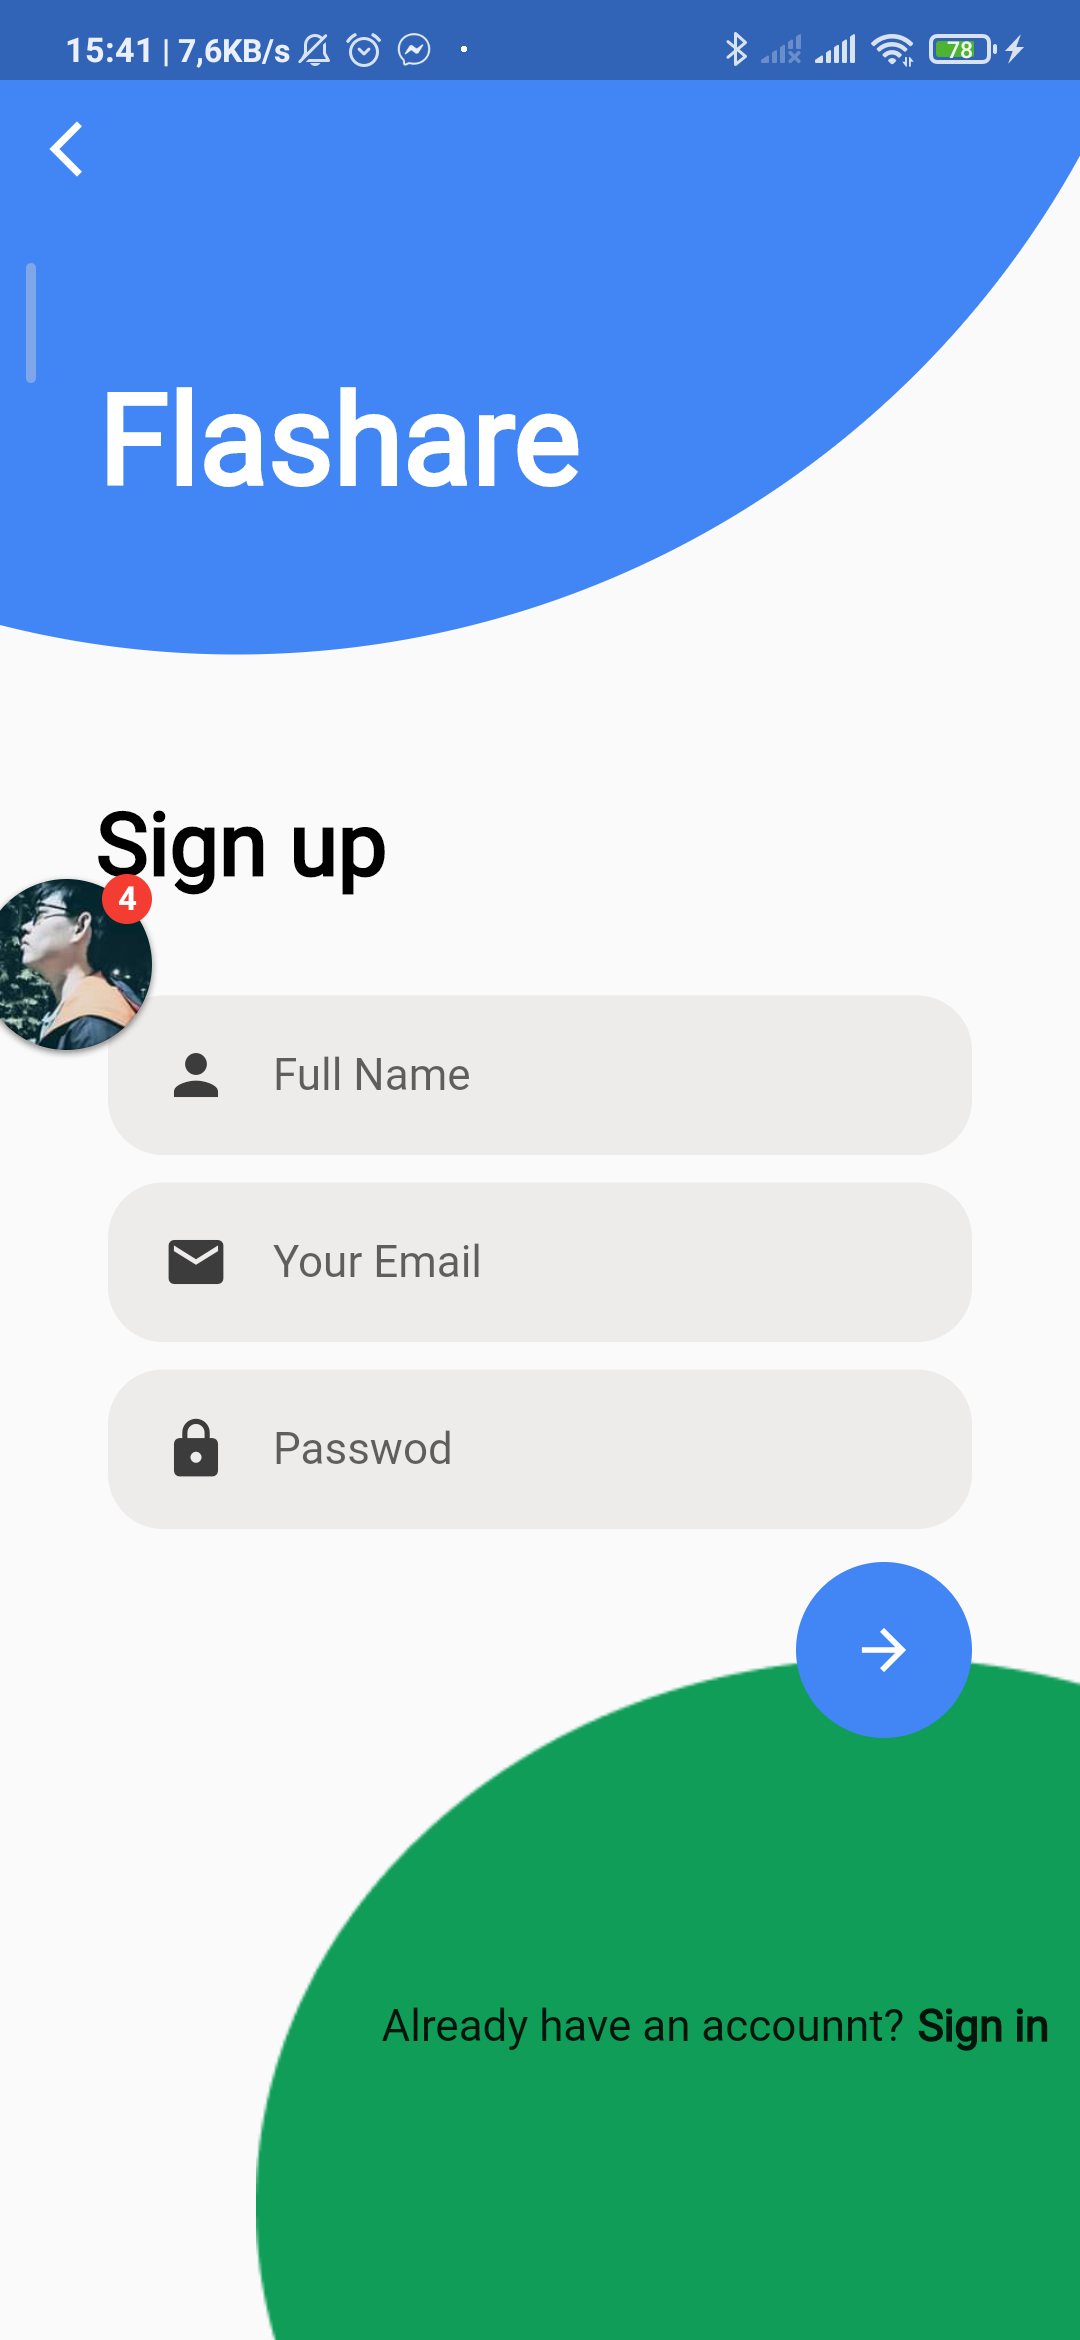 15:41 | 7,6KB/s 78
Flashare
Sign up
4
Full Name
Your Email
Passwod
Already have an accounnt? Sign in